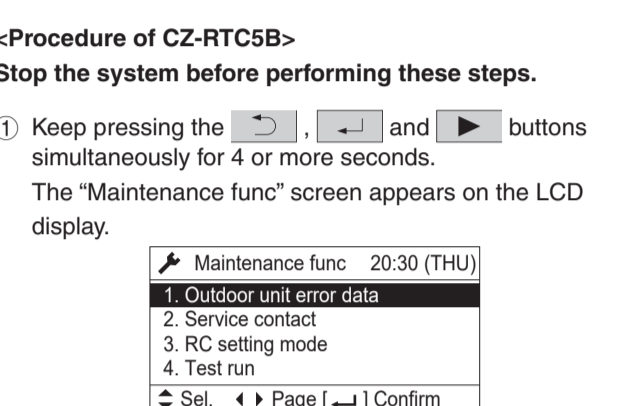 <Procedure of CZ-RTC5B>
Stop the system before performing these steps.
① Keep pressing the , and buttons
simultaneously for 4 or more seconds.
The “Maintenance func” screen appears on the LCD
display.
Maintenance func 20:30 (THU)
1. Outdoor unit error data
2. Service contact
3. RC setting mode
4. Test run
Sel. Page [ ] Confirm